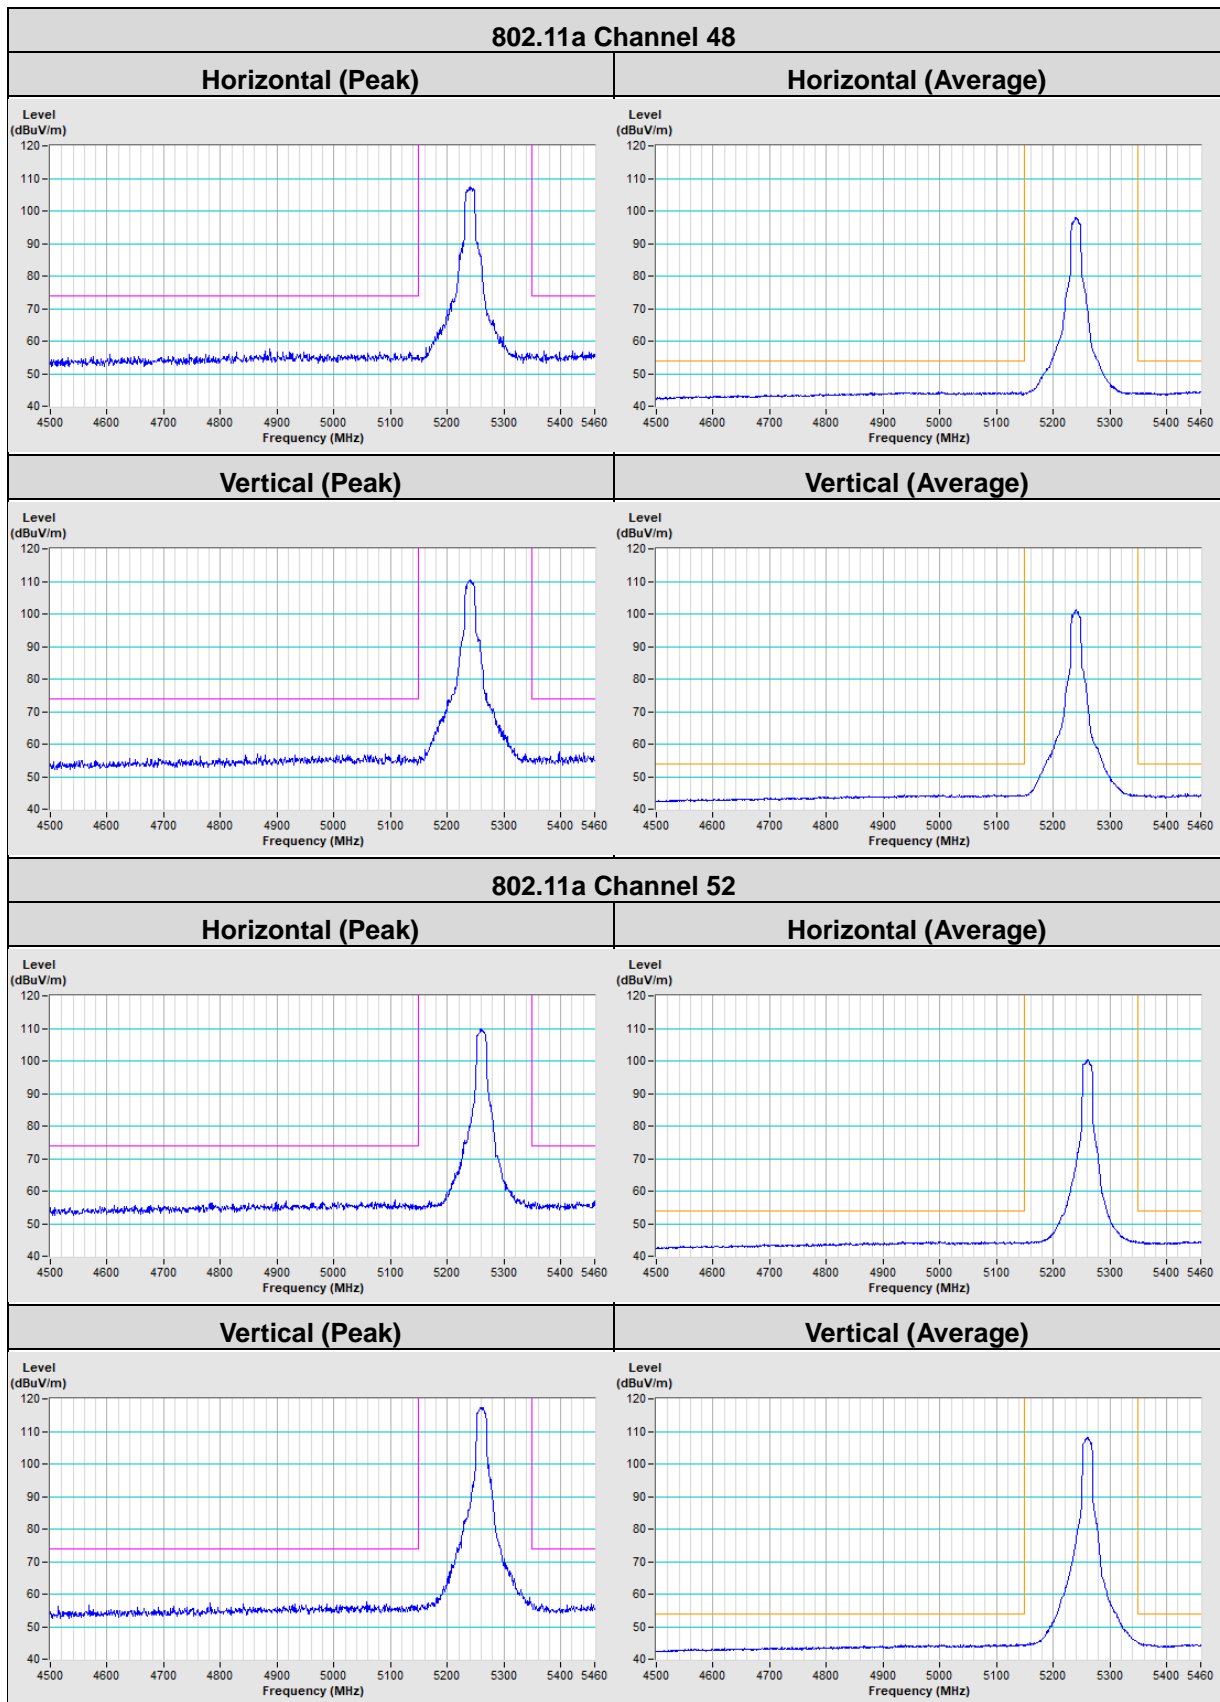 802.11a Channel 48
Horizontal (Peak) Horizontal (Average)
Level Level
(dBuV/m) (dBuV/m)
120 120
110 110
100 100
90 90
80 80
70 70
60 60
50 50
40 40
4500 4600 4700 4800 4900 5000 5100 5200 5300 5400 5460 4500 4600 4700 4800 4900 5000 5100 5200 5300 5400 5460
Frequency (MHz) Frequency (MHz)
Vertical (Peak) Vertical (Average)
Level Level
(dBuV/m) (dBuV/m)
120 120
110 110
100 100
90 90
80 80
70 70
60 60
50 50
40 40
4500 4600 4700 4800 4900 5000 5100 5200 5300 5400 5460 4500 4600 4700 4800 4900 5000 5100 5200 5300 5400 5460
Frequency (MHz) Frequency (MHz)
802.11a Channel 52
Horizontal (Peak) Horizontal (Average)
Level Level
(dBuV/m) (dBuV/m)
120 120
110 110
100 100
90 90
80 80
70 70
60 60
50 50
40 40
4500 4600 4700 4800 4900 5000 5100 5200 5300 5400 5460 4500 4600 4700 4800 4900 5000 5100 5200 5300 5400 5460
Frequency (MHz) Frequency (MHz)
Vertical (Peak) Vertical (Average)
Level Level
(dBuV/m) (dBuV/m)
120 120
110 110
100 100
90 90
80 80
70 70
60 60
50 50
40 40
4500 4600 4700 4800 4900 5000 5100 5200 5300 5400 5460 4500 4600 4700 4800 4900 5000 5100 5200 5300 5400 5460
Frequency (MHz) Frequency (MHz)